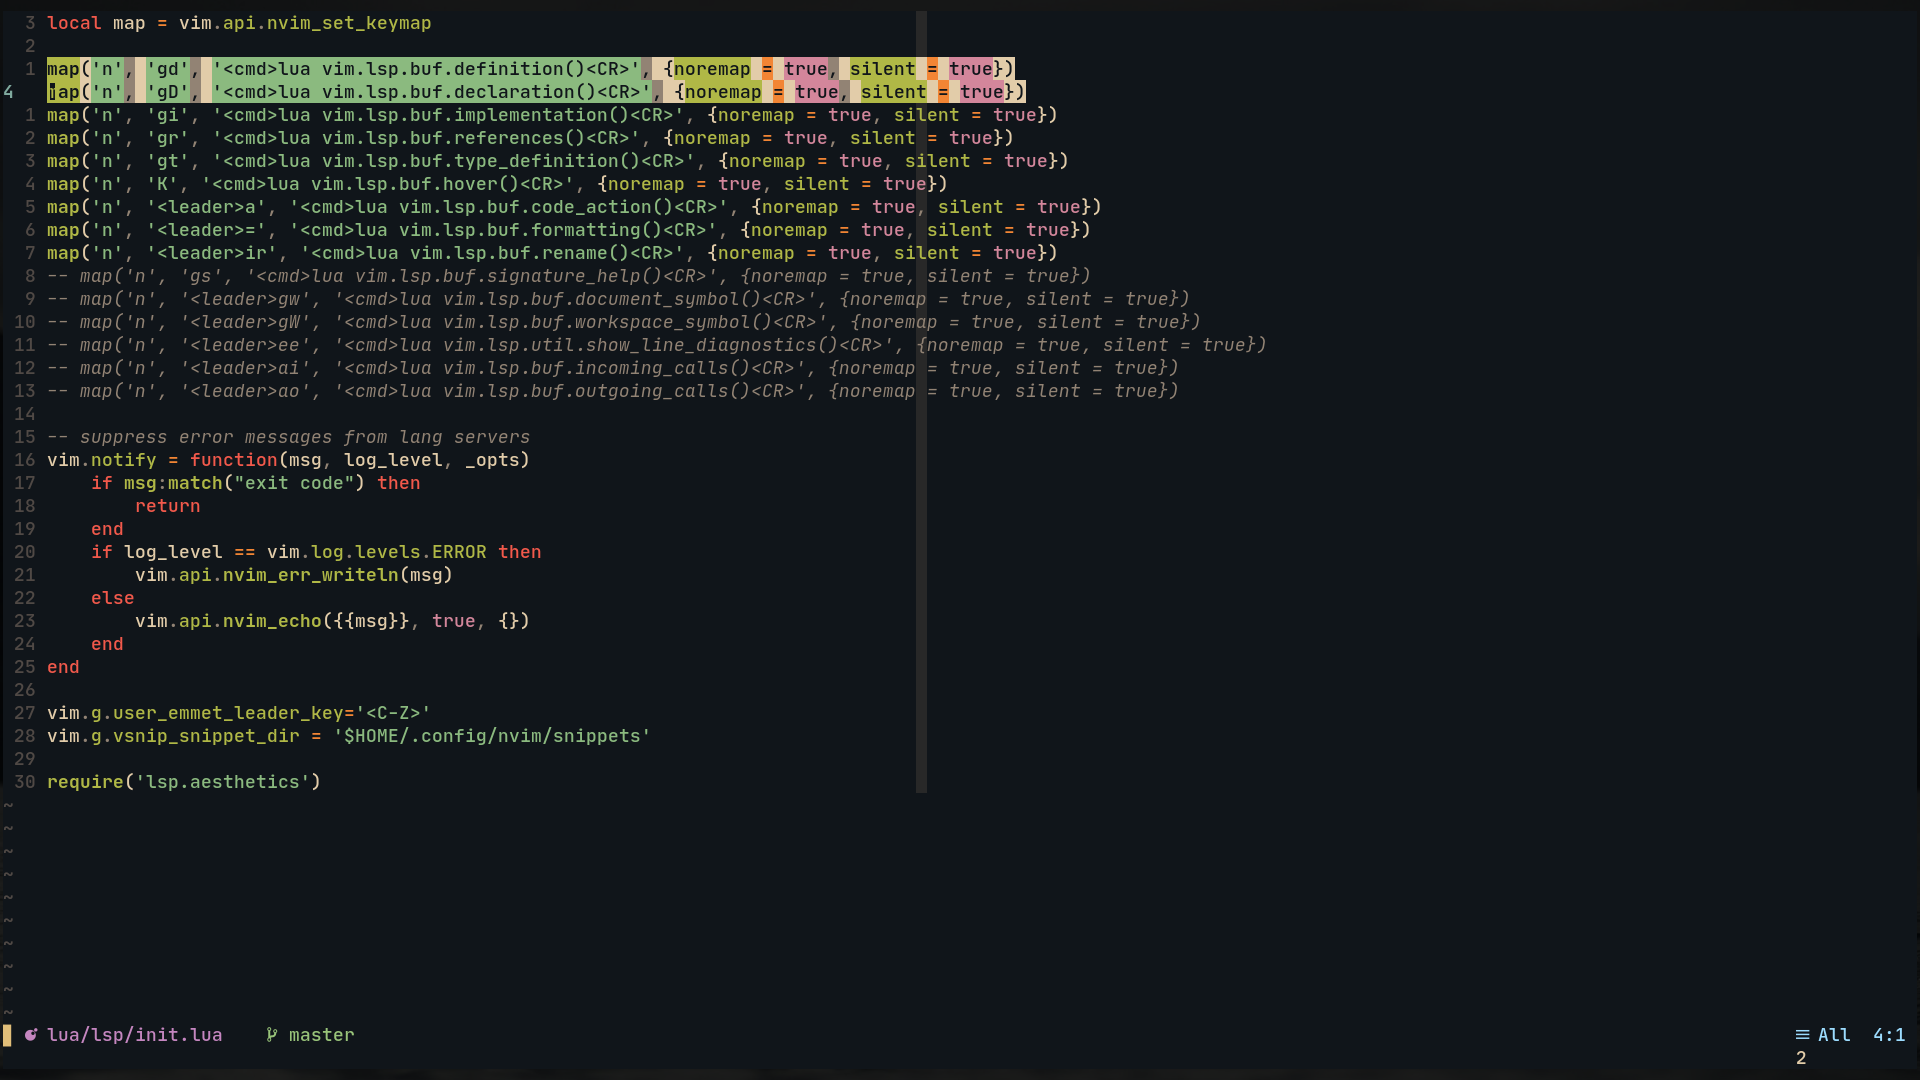 3 local map = vim.api.nvim_set_keymap
2
1 map('n', 'gd', '<cmd>lua vim.lsp.buf.definition()<CR>', {noremap = true, silent = true})
4 map('n', 'gD', '<cmd>lua vim.lsp.buf.declaration()<CR>', {noremap = true, silent = true})
1 map('n', 'gi', '<cmd>lua vim.lsp.buf.implementation()<CR>', {noremap = true, silent = true})
2 map('n', 'gr', '<cmd>lua vim.lsp.buf.references()<CR>', {noremap = true, silent = true})
3 map('n', 'gt', '<cmd>lua vim.lsp.buf.type_definition()<CR>', {noremap = true, silent = true})
4 map('n', 'K', '<cmd>lua vim.lsp.buf.hover()<CR>', {noremap = true, silent = true})
5 map('n', '<leader>a', '<cmd>lua vim.lsp.buf.code_action()<CR>', {noremap = true, silent = true})
6 map('n', '<leader>=', '<cmd>lua vim.lsp.buf.formatting()<CR>', {noremap = true, silent = true})
7 map('n', '<leader>ir', '<cmd>lua vim.lsp.buf.rename()<CR>', {noremap = true, silent = true})
8 -- map('n', 'gs', '<cmd>lua vim.lsp.buf.signature_help()<CR>', {noremap = true, silent = true})
9 -- map('n', '<leader>gw', '<cmd>lua vim.lsp.buf.document_symbol()<CR>', {noremap = true, silent = true})
10 -- map('n', '<leader>gW', '<cmd>lua vim.lsp.buf.workspace_symbol()<CR>', {noremap = true, silent = true})
11 -- map('n', '<leader>ee', '<cmd>lua vim.lsp.util.show_line_diagnostics()<CR>', {noremap = true, silent = true})
12 -- map('n', '<leader>ai', '<cmd>lua vim.lsp.buf.incoming_calls()<CR>', {noremap = true, silent = true})
13 -- map('n', '<leader>ao', '<cmd>lua vim.lsp.buf.outgoing_calls()<CR>', {noremap = true, silent = true})
14
15 -- suppress error messages from lang servers
16 vim.notify = function(msg, log_level, _opts)
17     if msg:match("exit code") then
18         return
19     end
20     if log_level == vim.log.levels.ERROR then
21         vim.api.nvim_err_writeln(msg)
22     else
23         vim.api.nvim_echo({{msg}}, true, {})
24     end
25 end
26
27 vim.g.user_emmet_leader_key='<C-Z>'
28 vim.g.vsnip_snippet_dir = '$HOME/.config/nvim/snippets'
29
30 require('lsp.aesthetics')
~
~
~
~
~
~
~
~
~
~
lua/lsp/init.lua master All 4:1
2